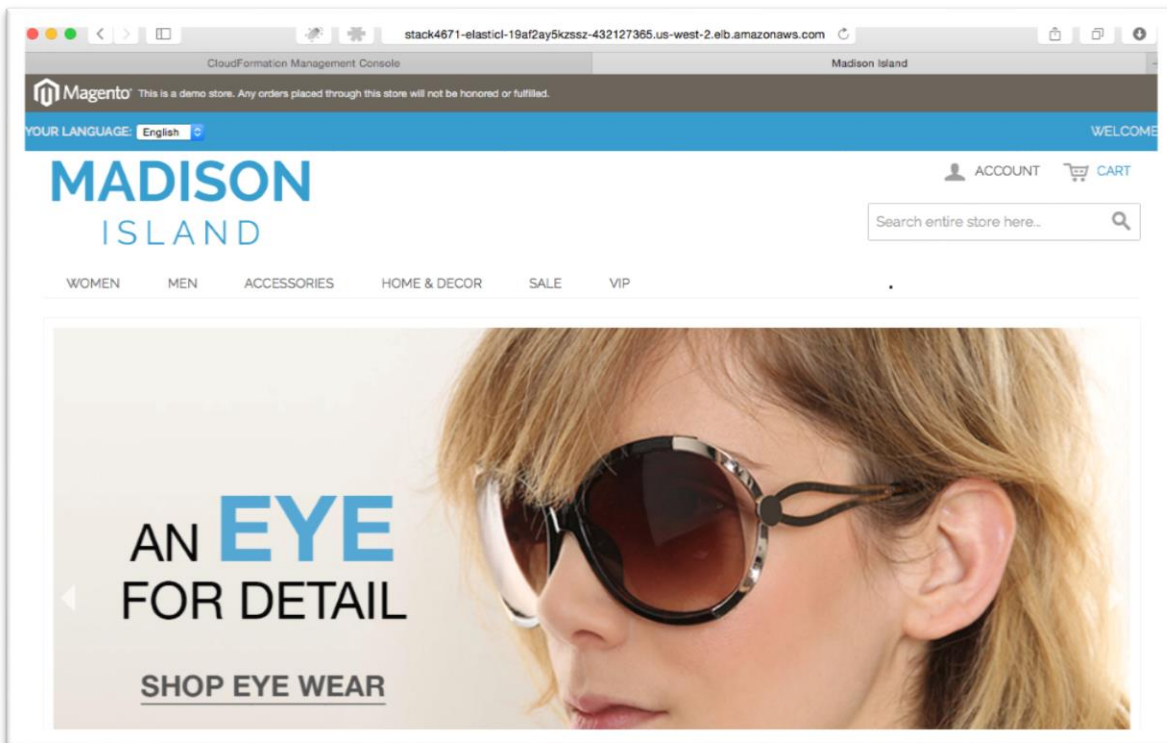 stack4671-elasticl-19af2ay5kzssz-432127365.us-west-2.elb.amazonaws.com
CloudFormation Management Console
Madison Island
Magento This is a demo store. Any orders placed through this store will not be honored or fulfilled.
YOUR LANGUAGE: English
WELCOME
MADISON
ISLAND
ACCOUNT
CART
Search entire store here...
WOMEN MEN ACCESSORIES HOME & DECOR SALE VIP
AN EYE
FOR DETAIL
SHOP EYE WEAR